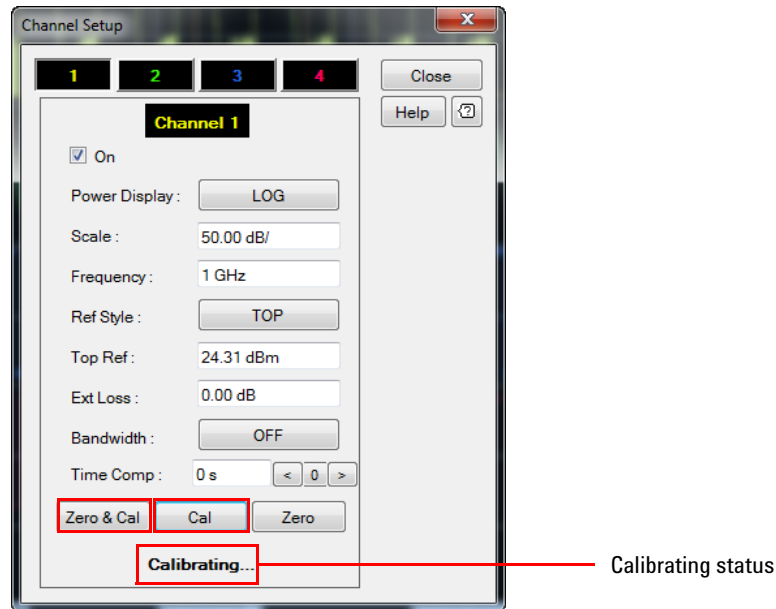 Channel Setup
x
1 2 3 4
Close
Channel 1
Help ?
On
Power Display : LOG
Scale : 50.00 dB/
Frequency : 1 GHz
Ref Style : TOP
Top Ref : 24.31 dBm
Ext Loss : 0.00 dB
Bandwidth : OFF
Time Comp : 0 s < 0 >
Zero & Cal Cal Zero
Calibrating...
Calibrating status